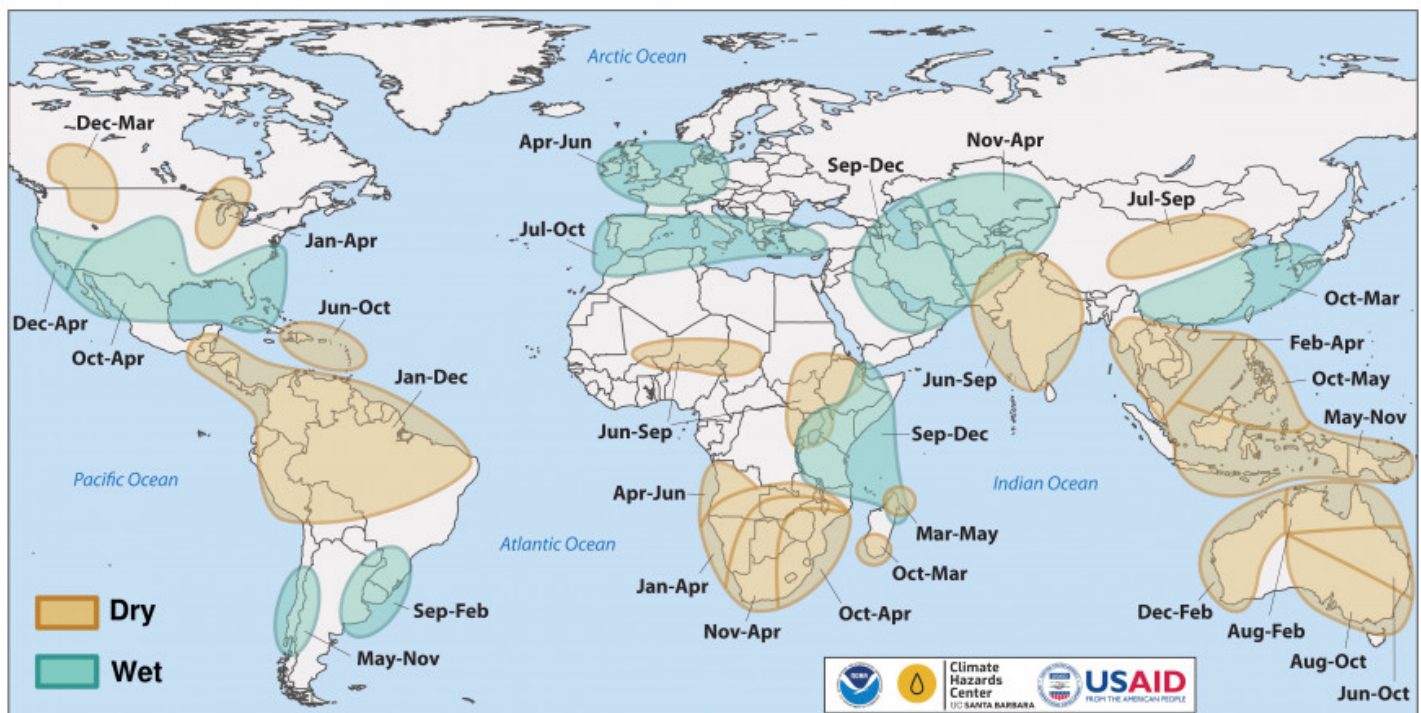 Arctic Ocean
Dec-Mar
Apr-Jun
Nov-Apr
Sep-Dec
Jul-Sep
Jan-Apr
Jul-Oct
Jun-Oct
Dec-Apr
Oct-Apr
Oct-Mar
Feb-Apr
Jan-Dec
Jun-Sep
Oct-May
May-Nov
Jun-Sep
Sep-Dec
Pacific Ocean
Indian Ocean
Apr-Jun
Mar-May
Atlantic Ocean
Oct-Mar
Jan-Apr
Oct-Apr
Dec-Feb
Dry
Sep-Feb
Nov-Apr
Aug-Feb
May-Nov
Aug-Oct
Wet
Jun-Oct
NOAA
Climate
Hazards
Center
UC SANTA BARBARA
USAID
FROM THE AMERICAN PEOPLE